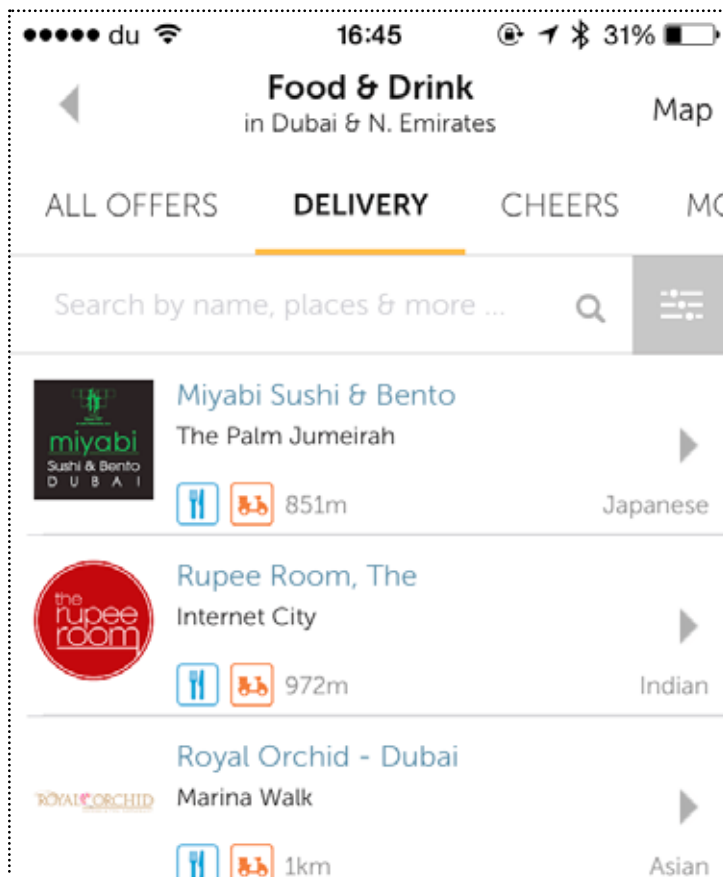 du 16:45 31%
Food & Drink
in Dubai & N. Emirates
Map
ALL OFFERS DELIVERY CHEERS MO
Search by name, places & more ...
miyabi
Sushi & Bento
DUBAI
Miyabi Sushi & Bento
The Palm Jumeirah
851m Japanese
the
rupee
room
Rupee Room, The
Internet City
972m Indian
ROYAL ORCHID
Royal Orchid - Dubai
Marina Walk
1km Asian